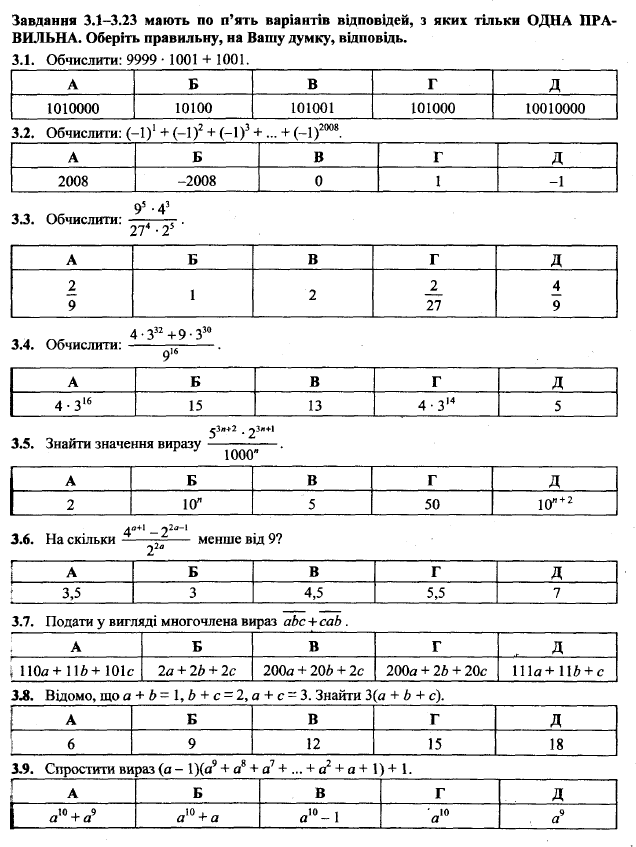 Завдання 3.1–3.23 мають по п’ять варіантів відповідей, з яких тільки ОДНА ПРА-
ВИЛЬНА. Оберіть правильну, на Вашу думку, відповідь.
3.1. Обчислити: 9999 · 1001 + 1001.
А Б В Г Д
1010000 10100 101001 101000 10010000
3.2. Обчислити: (–1)¹ + (–1)² + (–1)³ + ... + (–1)²⁰⁰⁸.
А Б В Г Д
2008 –2008 0 1 –1
3.3. Обчислити: (9⁵ · 4³)/(27⁴ · 2⁵).
А Б В Г Д
2/9 1 2 2/27 4/9
3.4. Обчислити: (4·3³² + 9·3³⁰)/9¹⁶.
А Б В Г Д
4 · 3¹⁶ 15 13 4 · 3¹⁴ 5
3.5. Знайти значення виразу (5³ⁿ⁺² · 2³ⁿ⁺¹)/1000ⁿ.
А Б В Г Д
2 10ⁿ 5 50 10ⁿ⁺²
3.6. На скільки (4ᵃ⁺¹ – 2²ᵃ⁻¹)/2²ᵃ менше від 9?
А Б В Г Д
3,5 3 4,5 5,5 7
3.7. Подати у вигляді многочлена вираз a̅b̅c̅ + c̅a̅b̅.
А Б В Г Д
110a + 11b + 101c 2a + 2b + 2c 200a + 20b + 2c 200a + 2b + 20c 111a + 11b + c
3.8. Відомо, що a + b = 1, b + c = 2, a + c = 3. Знайти 3(a + b + c).
А Б В Г Д
6 9 12 15 18
3.9. Спростити вираз (a – 1)(a⁹ + a⁸ + a⁷ + ... + a² + a + 1) + 1.
А Б В Г Д
a¹⁰ + a⁹ a¹⁰ + a a¹⁰ – 1 a¹⁰ a⁹